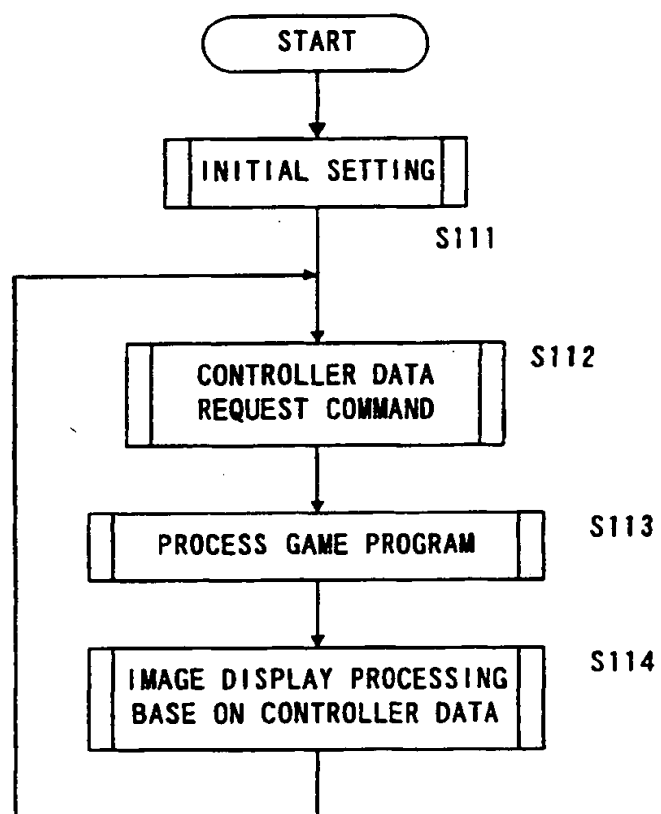 START
INITIAL SETTING
S111
CONTROLLER DATA
REQUEST COMMAND
S112
PROCESS GAME PROGRAM
S113
IMAGE DISPLAY PROCESSING
BASE ON CONTROLLER DATA
S114